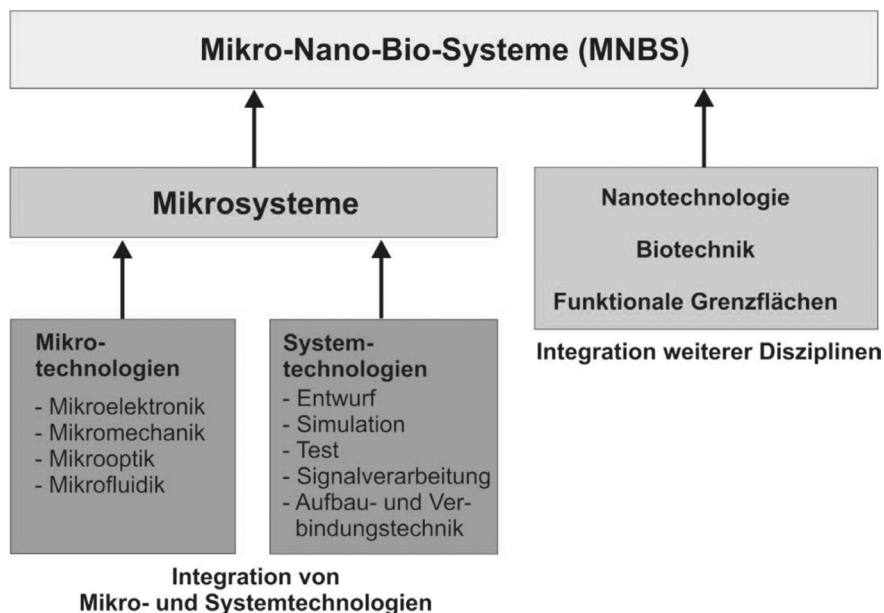 Mikro-Nano-Bio-Systeme (MNBS)
Mikrosysteme
Nanotechnologie
Biotechnik
Funktionale Grenzflächen
Integration weiterer Disziplinen
Mikro-
technologien
- Mikroelektronik
- Mikromechanik
- Mikrooptik
- Mikrofluidik
System-
technologien
- Entwurf
- Simulation
- Test
- Signalverarbeitung
- Aufbau- und Ver-
bindungstechnik
Integration von
Mikro- und Systemtechnologien